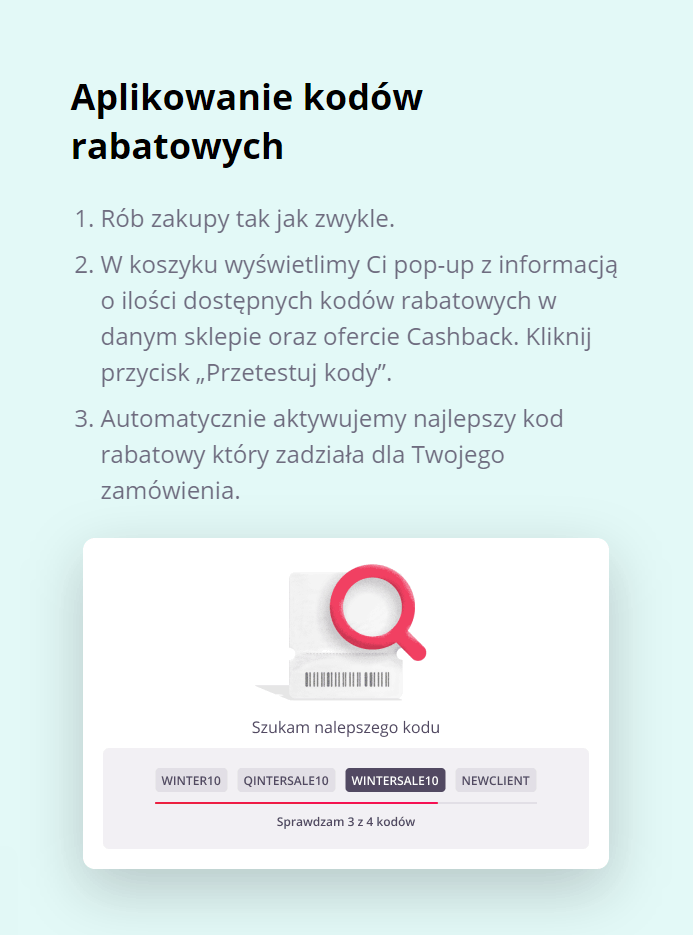 Aplikowanie kodów
rabatowych
1. Rób zakupy tak jak zwykle.
2. W koszyku wyświetlimy Ci pop-up z informacją
o ilości dostępnych kodów rabatowych w
danym sklepie oraz ofercie Cashback. Kliknij
przycisk „Przetestuj kody”.
3. Automatycznie aktywujemy najlepszy kod
rabatowy który zadziała dla Twojego
zamówienia.
Szukam nalepszego kodu
WINTER10 QINTERSALE10 WINTERSALE10 NEWCLIENT
Sprawdzam 3 z 4 kodów